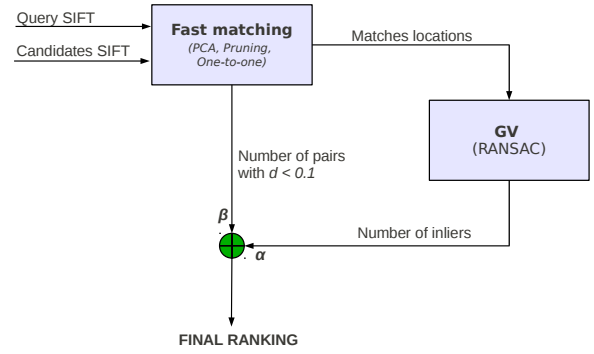 Query SIFT
Candidates SIFT
Fast matching
(PCA, Pruning,
One-to-one)
Matches locations
GV
(RANSAC)
Number of pairs
with d < 0.1
β
Number of inliers
α
FINAL RANKING